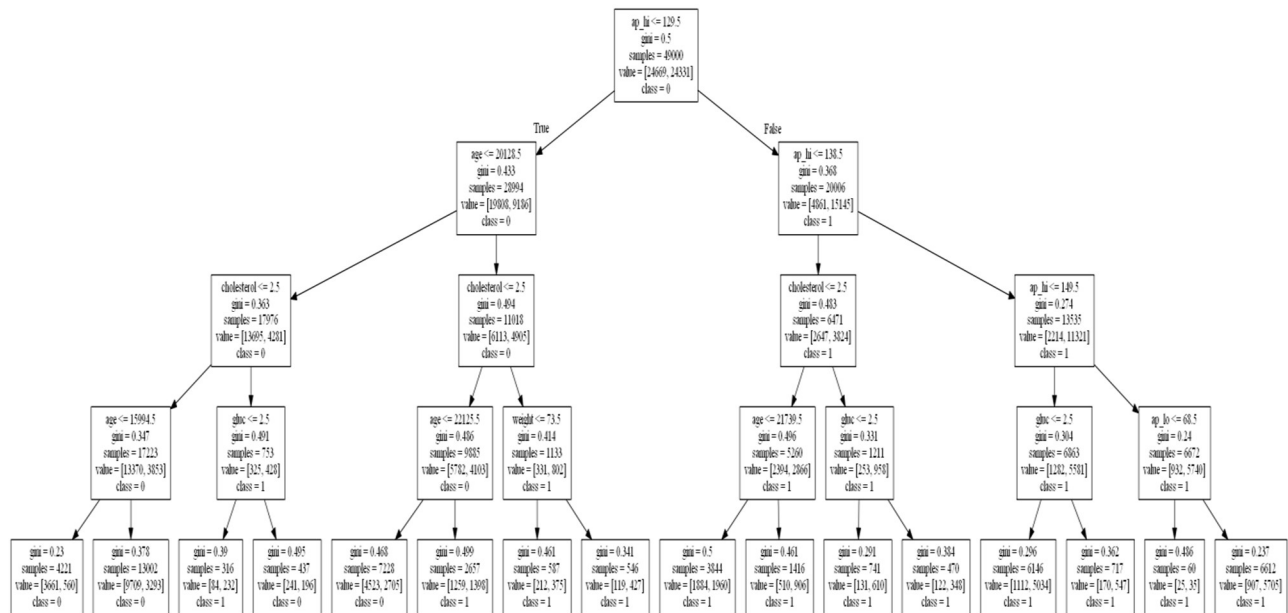 ap_hi <= 129.5
gini = 0.5
samples = 49000
value = [24669, 24331]
class = 0
True
False
age <= 20128.5
gini = 0.433
samples = 28994
value = [19808, 9186]
class = 0
ap_hi <= 138.5
gini = 0.368
samples = 20006
value = [4861, 15145]
class = 1
cholesterol <= 2.5
gini = 0.363
samples = 17976
value = [13695, 4281]
class = 0
cholesterol <= 2.5
gini = 0.494
samples = 11018
value = [6113, 4905]
class = 0
cholesterol <= 2.5
gini = 0.483
samples = 6471
value = [2647, 3824]
class = 1
ap_hi <= 149.5
gini = 0.274
samples = 13535
value = [2214, 11321]
class = 1
age <= 15994.5
gini = 0.347
samples = 17223
value = [13370, 3853]
class = 0
gluc <= 2.5
gini = 0.491
samples = 753
value = [325, 428]
class = 1
age <= 22125.5
gini = 0.486
samples = 9885
value = [5782, 4103]
class = 0
weight <= 73.5
gini = 0.414
samples = 1133
value = [331, 802]
class = 1
age <= 21739.5
gini = 0.496
samples = 5260
value = [2394, 2866]
class = 1
gluc <= 2.5
gini = 0.331
samples = 1211
value = [253, 958]
class = 1
gluc <= 2.5
gini = 0.304
samples = 6863
value = [1282, 5581]
class = 1
ap_lo <= 68.5
gini = 0.24
samples = 6672
value = [932, 5740]
class = 1
gini = 0.23
samples = 4221
value = [3661, 560]
class = 0
gini = 0.378
samples = 13002
value = [9709, 3293]
class = 0
gini = 0.39
samples = 316
value = [84, 232]
class = 1
gini = 0.495
samples = 437
value = [241, 196]
class = 0
gini = 0.468
samples = 7228
value = [4523, 2705]
class = 0
gini = 0.499
samples = 2657
value = [1259, 1398]
class = 1
gini = 0.461
samples = 587
value = [212, 375]
class = 1
gini = 0.341
samples = 546
value = [119, 427]
class = 1
gini = 0.5
samples = 3844
value = [1884, 1960]
class = 1
gini = 0.461
samples = 1416
value = [510, 906]
class = 1
gini = 0.291
samples = 741
value = [131, 610]
class = 1
gini = 0.384
samples = 470
value = [122, 348]
class = 1
gini = 0.296
samples = 6146
value = [1112, 5034]
class = 1
gini = 0.362
samples = 717
value = [170, 547]
class = 1
gini = 0.486
samples = 60
value = [25, 35]
class = 1
gini = 0.237
samples = 6612
value = [907, 5705]
class = 1